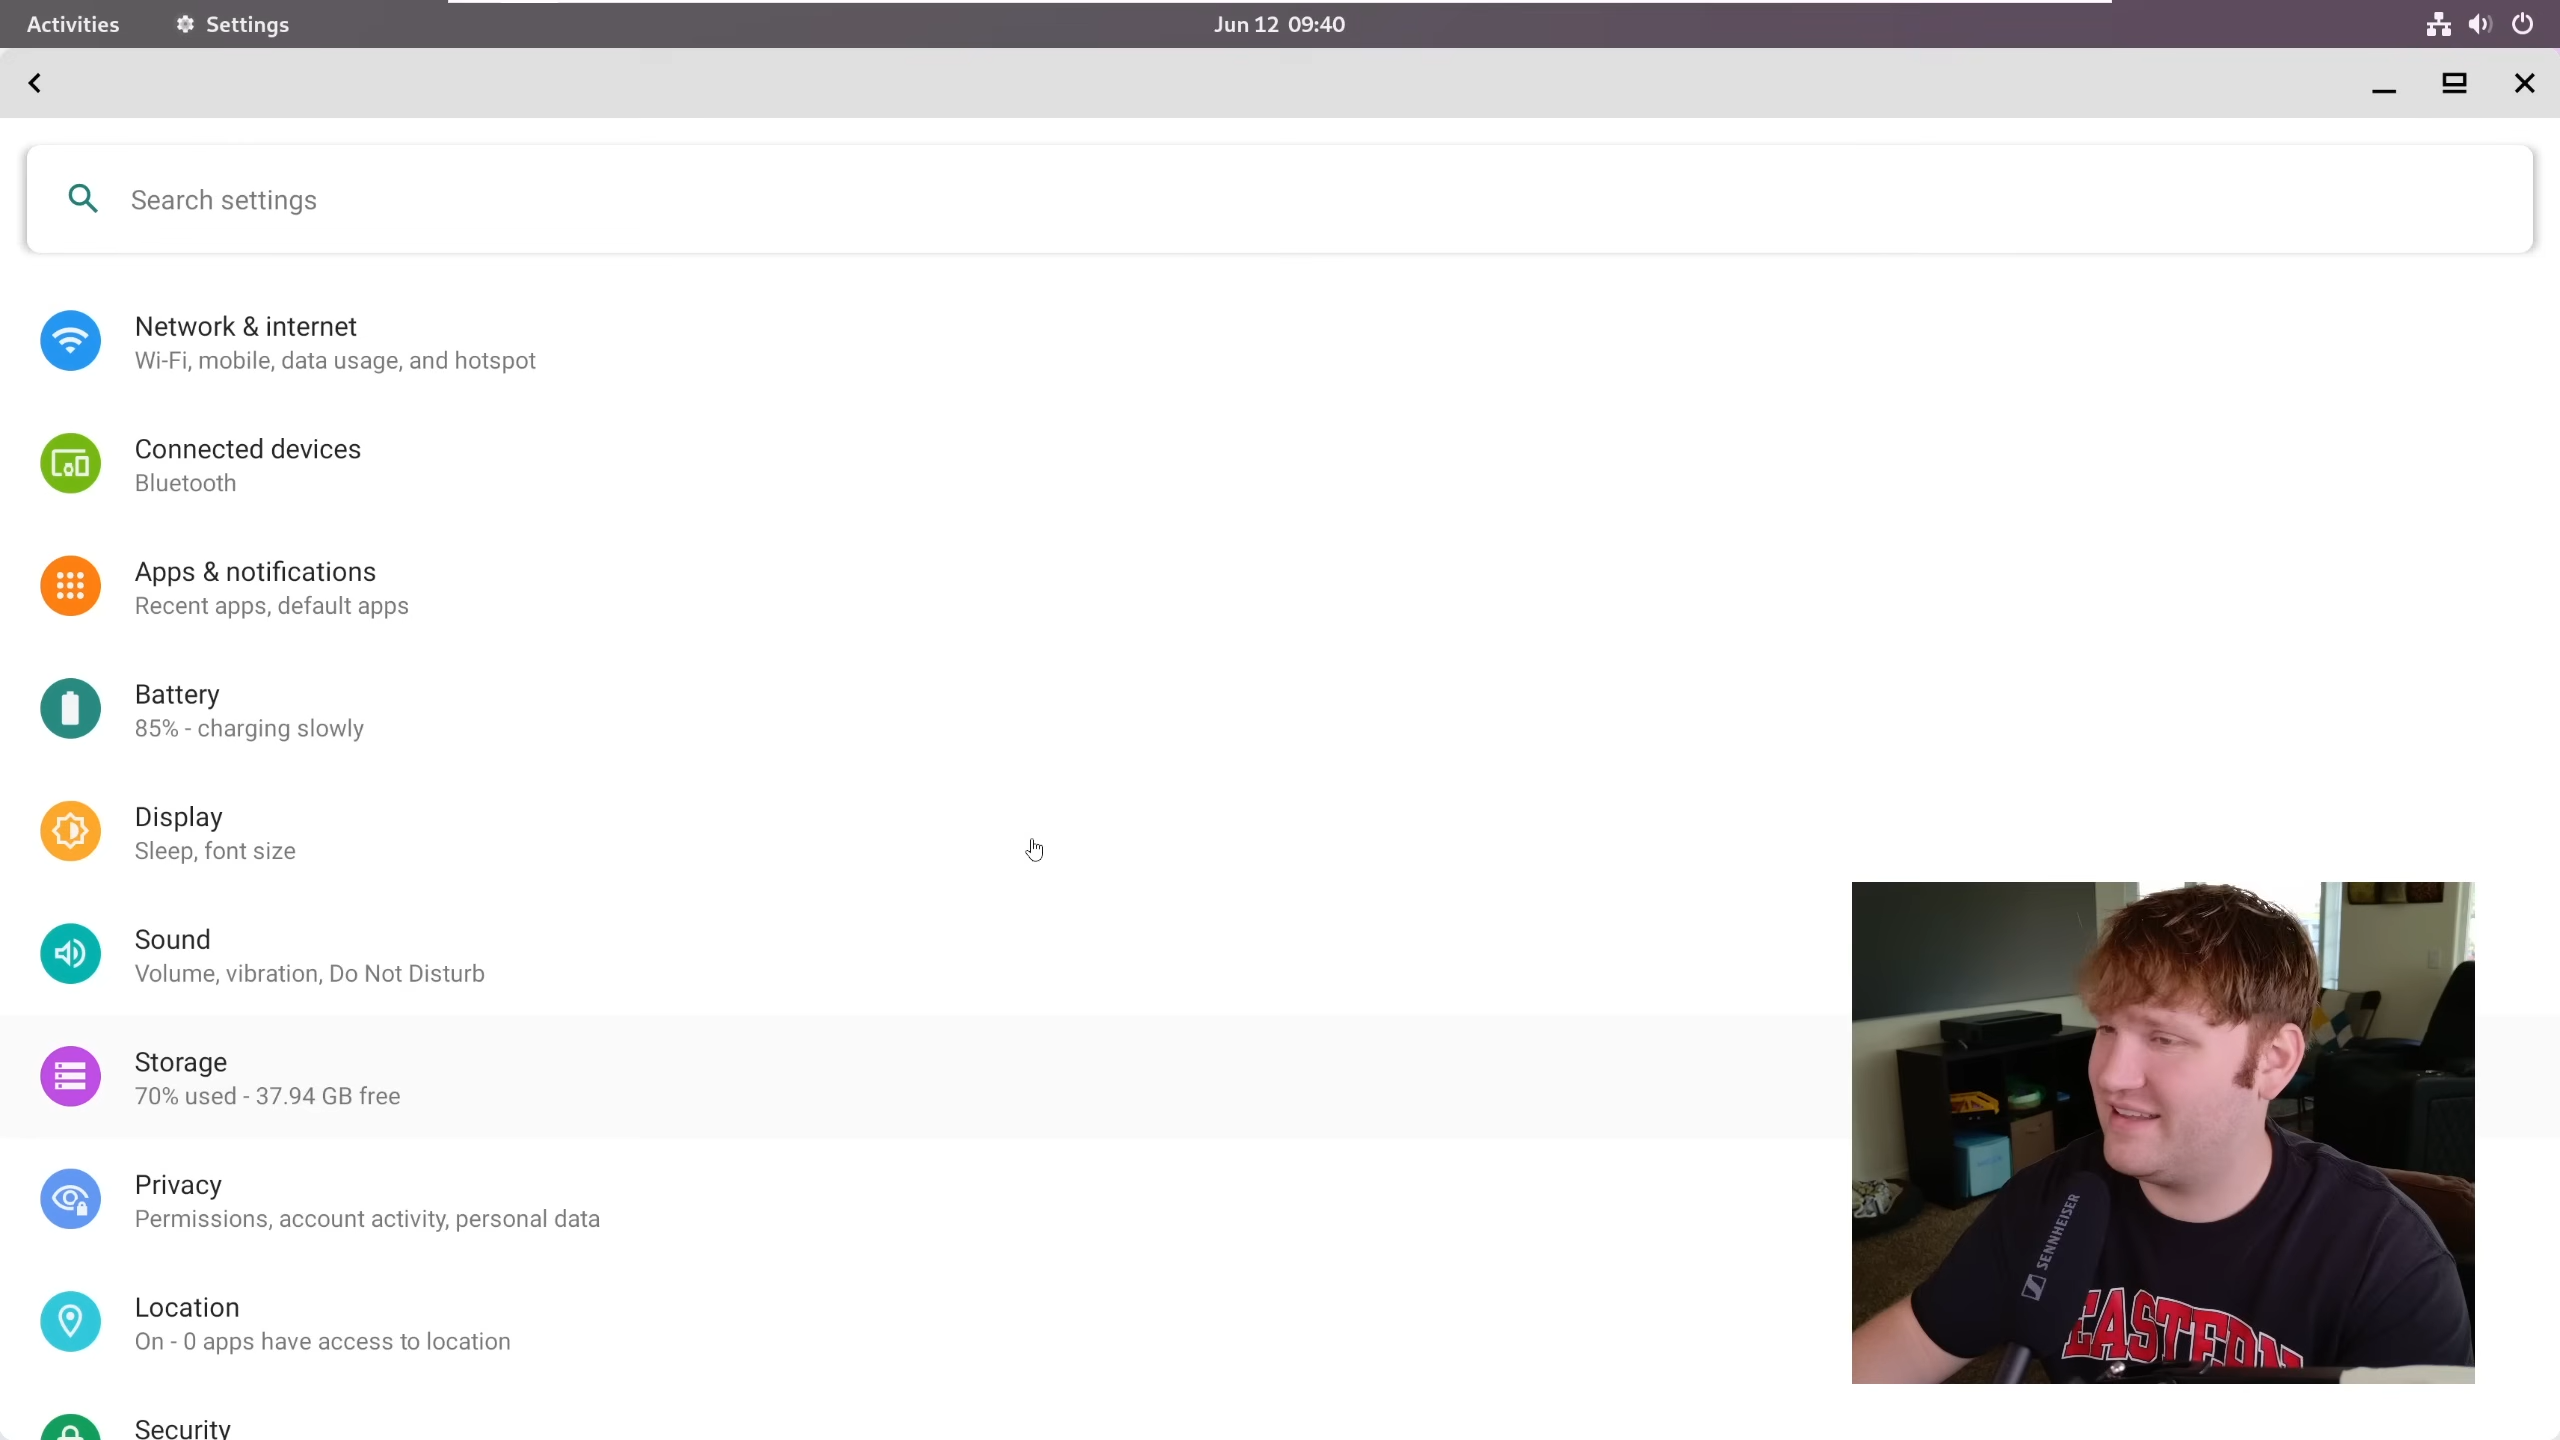 Activities Settings Jun 12 09:40
Search settings
Network & internet
Wi-Fi, mobile, data usage, and hotspot
Connected devices
Bluetooth
Apps & notifications
Recent apps, default apps
Battery
85% - charging slowly
Display
Sleep, font size
Sound
Volume, vibration, Do Not Disturb
Storage
70% used - 37.94 GB free
Privacy
Permissions, account activity, personal data
Location
On - 0 apps have access to location
Security
SENNHEISER
EASTERN